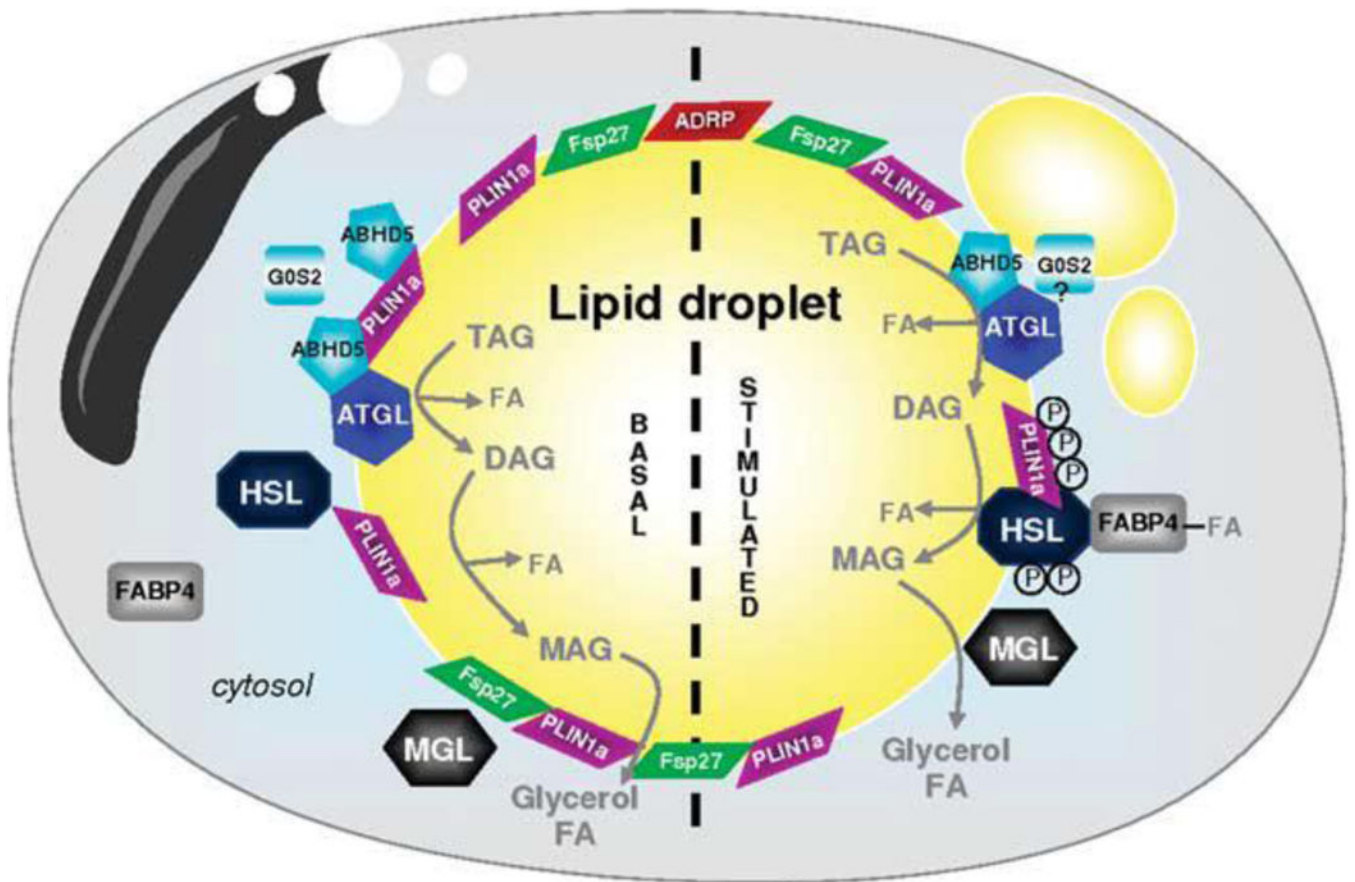 ADRP
Fsp27
Fsp27
PLIN1a
PLIN1a
ABHD5
G0S2
PLIN1a
ABHD5
ATGL
TAG
FA
DAG
HSL
PLIN1a
FA
FABP4
MAG
cytosol
Fsp27
PLIN1a
MGL
Glycerol
FA
Lipid droplet
BASAL
STIMULATED
TAG
ABHD5
G0S2
?
FA
ATGL
DAG
PLIN1a
P
P
P
FA
HSL
FABP4
FA
P
P
MAG
MGL
Fsp27
PLIN1a
Glycerol
FA